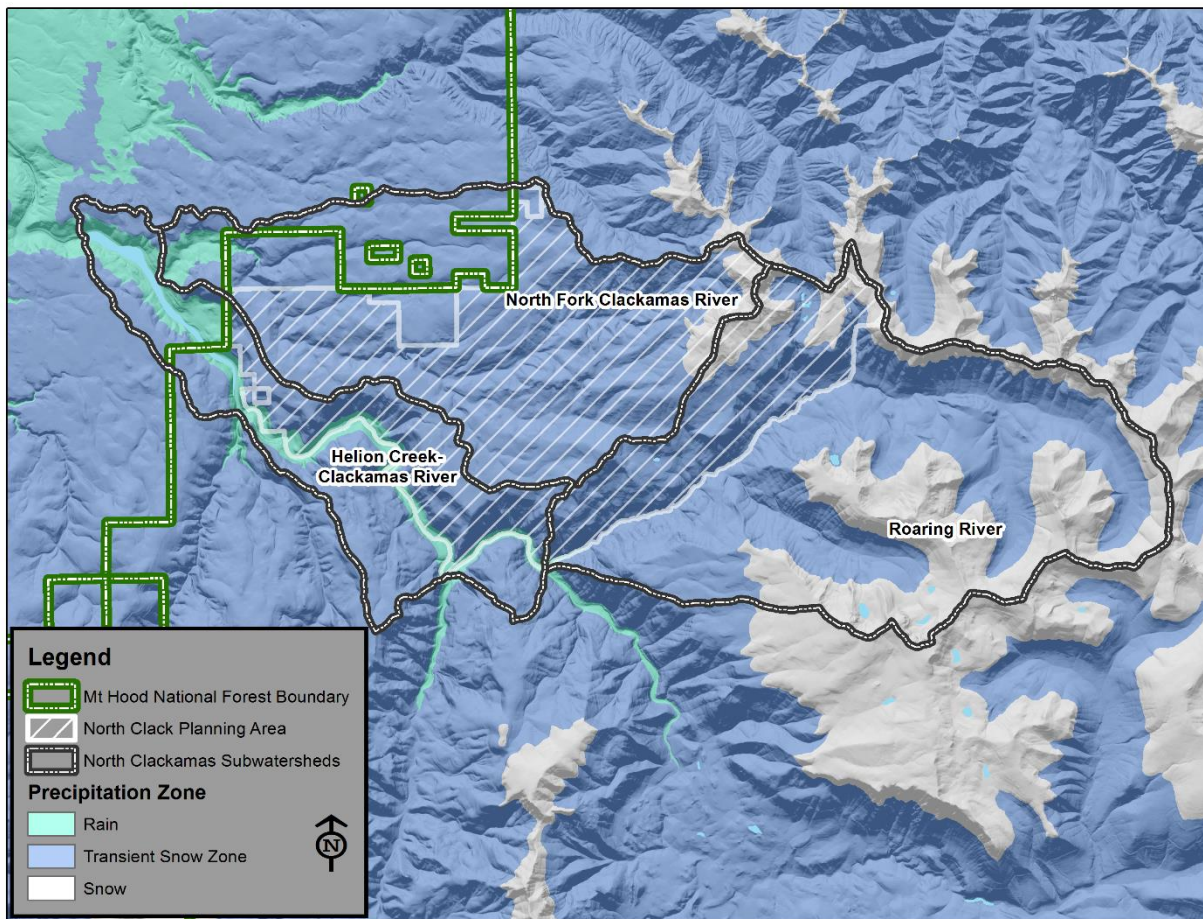 North Fork Clackamas River
Helion Creek-
Clackamas River
Roaring River
Legend
Mt Hood National Forest Boundary
North Clack Planning Area
North Clackamas Subwatersheds
Precipitation Zone
Rain
Transient Snow Zone
Snow
N